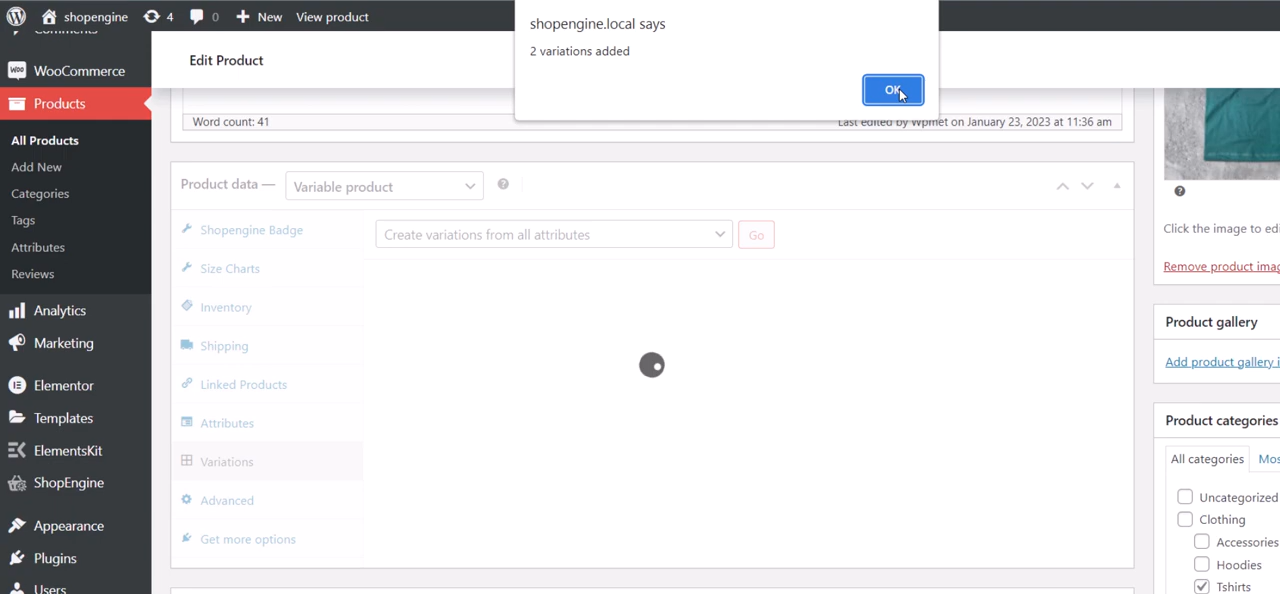 shopengine
4
0
New
View product
shopengine.local says
2 variations added
OK
Comments
WooCommerce
Products
All Products
Add New
Categories
Tags
Attributes
Reviews
Analytics
Marketing
Elementor
Templates
ElementsKit
ShopEngine
Appearance
Plugins
Users
Edit Product
Word count: 41
Last edited by Wpmet on January 23, 2023 at 11:36 am
Product data —
Variable product
Shopengine Badge
Size Charts
Inventory
Shipping
Linked Products
Attributes
Variations
Advanced
Get more options
Create variations from all attributes
Go
Click the image to edi
Remove product imag
Product gallery
Add product gallery i
Product categories
All categories
Mos
Uncategorized
Clothing
Accessories
Hoodies
Tshirts